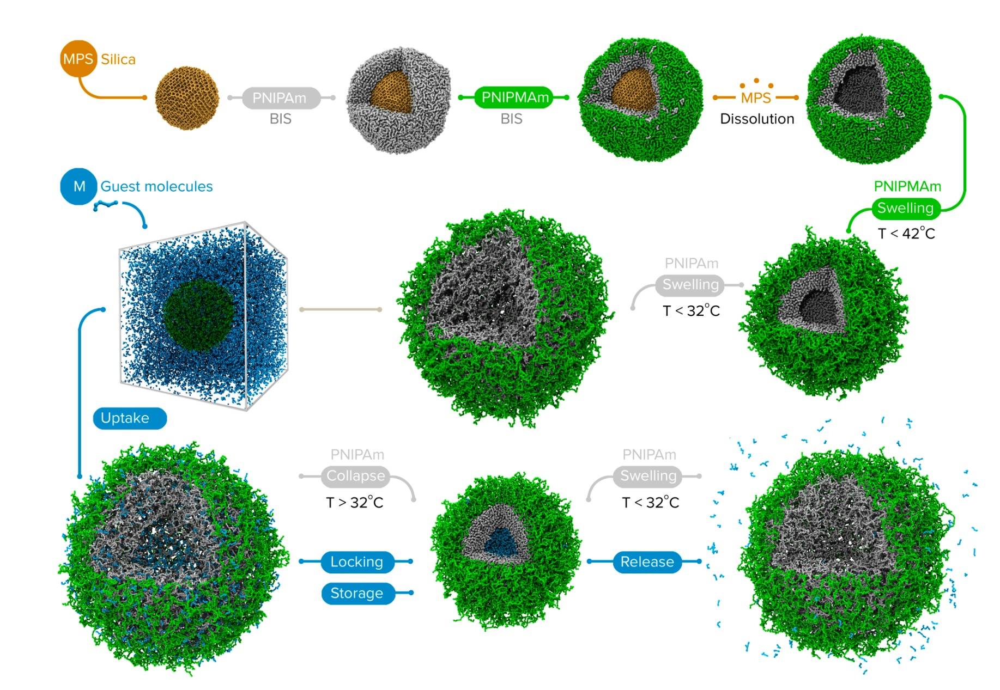 MPS Silica
PNIPAm
BIS
PNIPMAm
BIS
MPS
Dissolution
M Guest molecules
PNIPMAm
Swelling
T < 42°C
PNIPAm
Swelling
T < 32°C
Uptake
PNIPAm
Collapse
T > 32°C
PNIPAm
Swelling
T < 32°C
Locking
Release
Storage